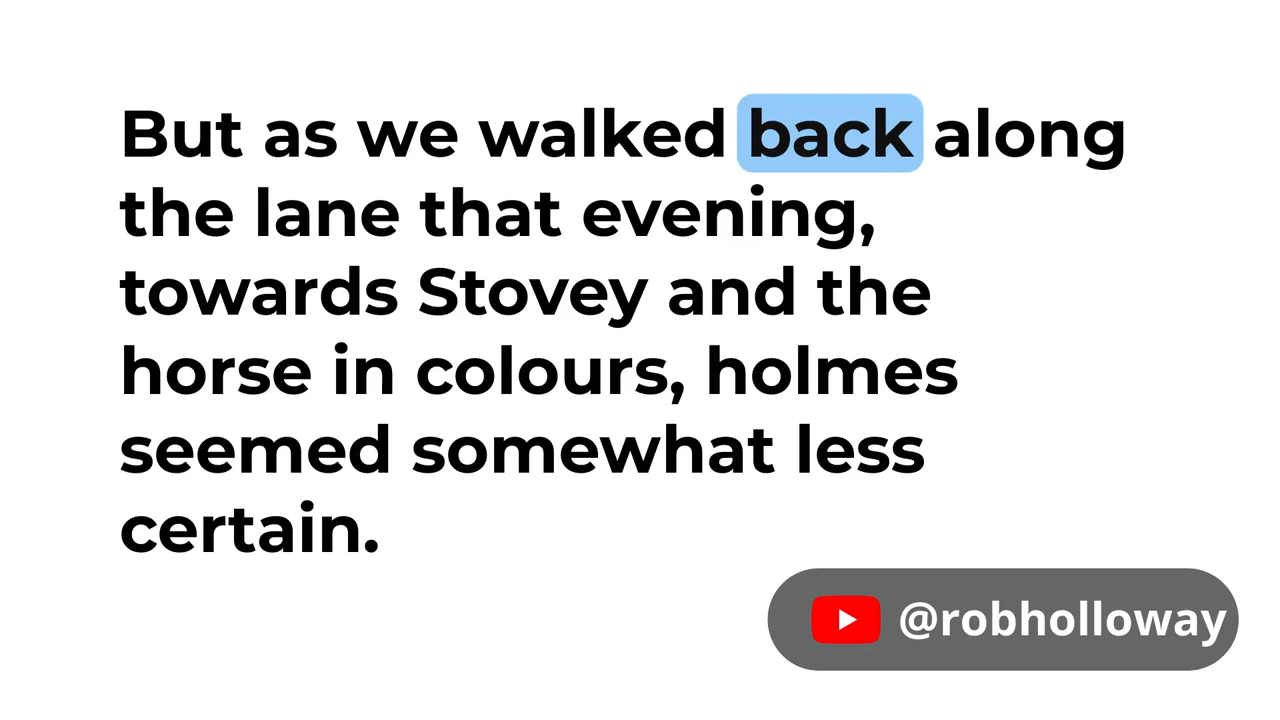 But as we walked back along
the lane that evening,
towards Stovey and the
horse in colours, holmes
seemed somewhat less
certain.
@robholloway